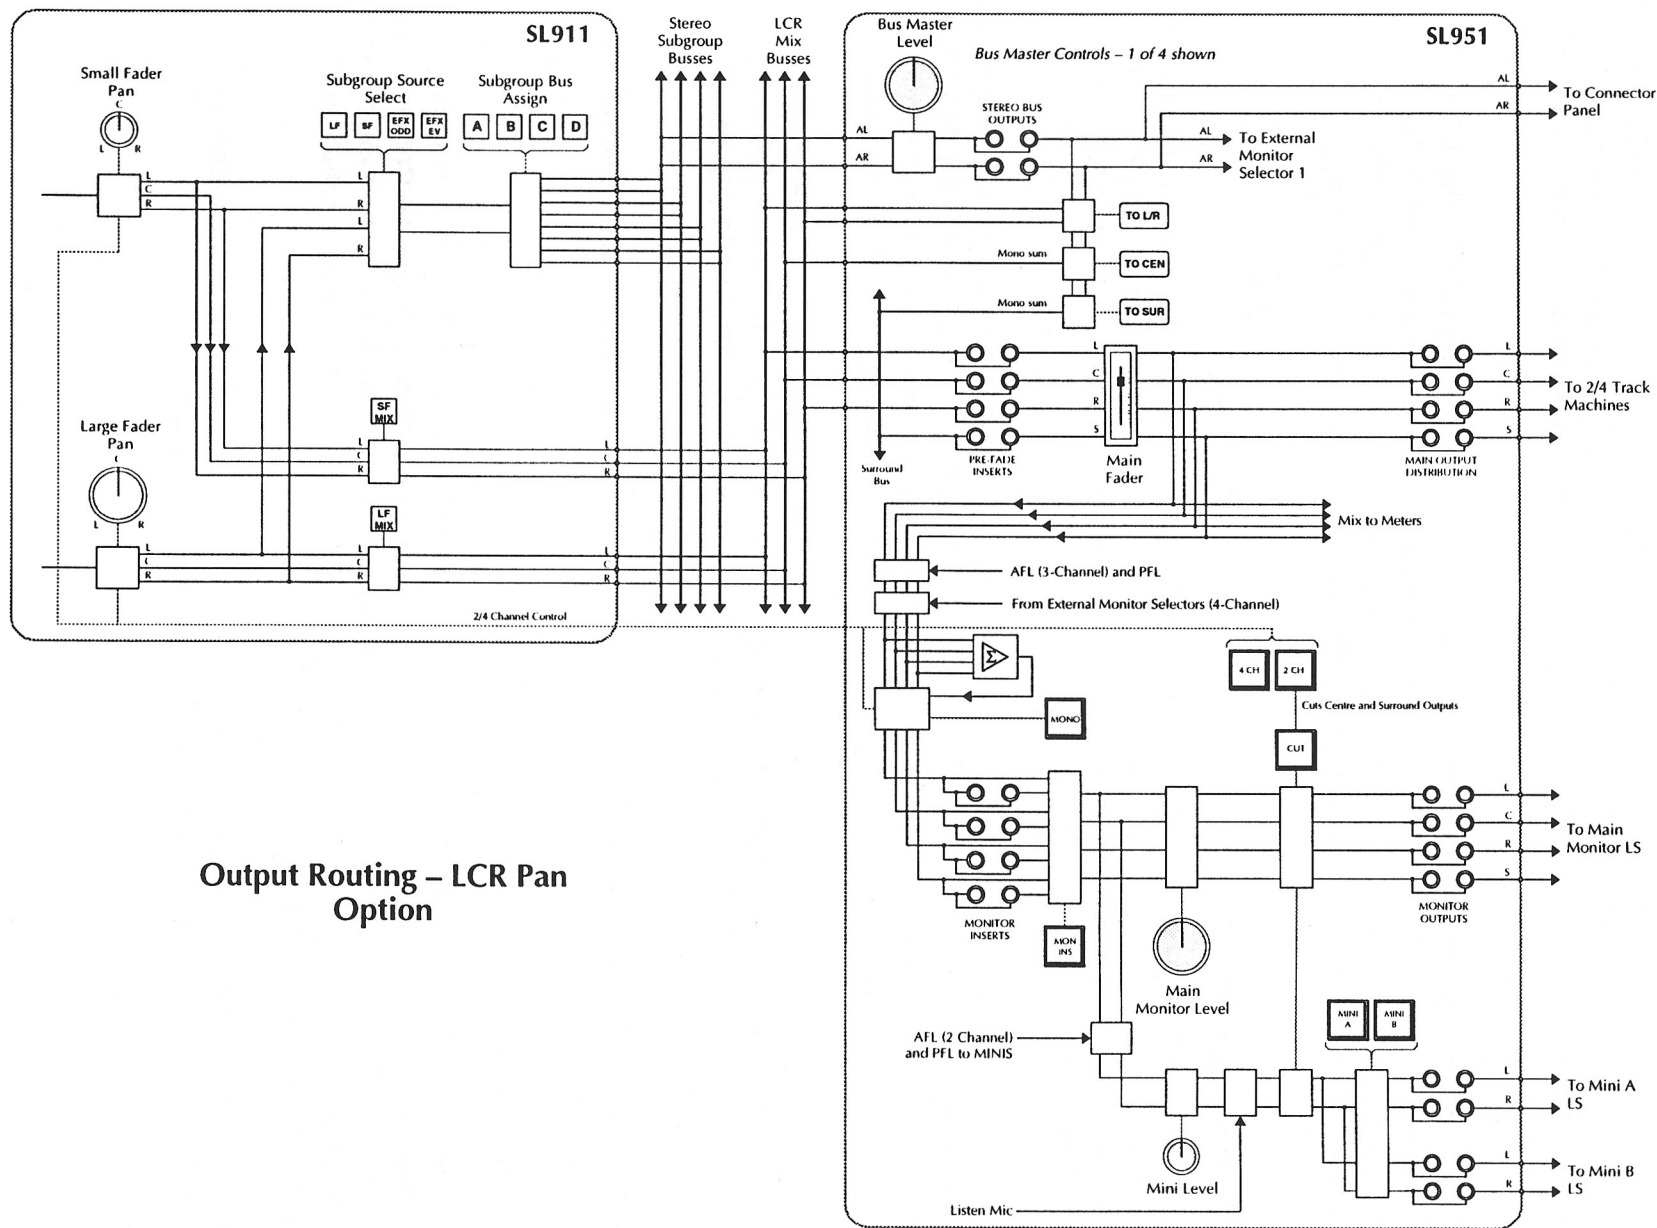 SL911
Small Fader
Pan
C
L R
Subgroup Source
Select
LF SF EFX ODD EFX EV
Subgroup Bus
Assign
A B C D
L
C
R
L
R
L
R
SF
MIX
L
C
R
L
C
R
Large Fader
Pan
C
L R
LF
MIX
L
C
R
L
C
R
L
C
R
2/4 Channel Control
Stereo
Subgroup
Busses
LCR
Mix
Busses
SL951
Bus Master
Level
Bus Master Controls – 1 of 4 shown
STEREO BUS
OUTPUTS
AL
AR
AL
AR
To Connector
Panel
AL
AR
To External
Monitor
Selector 1
TO L/R
Mono sum
TO CEN
Mono sum
TO SUR
Surround
Bus
PRE-FADE
INSERTS
L
C
R
S
Main
Fader
MAIN OUTPUT
DISTRIBUTION
L
C
R
S
To 2/4 Track
Machines
Mix to Meters
AFL (3-Channel) and PFL
From External Monitor Selectors (4-Channel)
Σ
MONO
4 CH 2 CH
Cuts Centre and Surround Outputs
CUT
MONITOR
INSERTS
MON
INS
Main
Monitor Level
MONITOR
OUTPUTS
L
C
R
S
To Main
Monitor LS
AFL (2 Channel)
and PFL to MINIS
Mini Level
Listen Mic
MINI
A
MINI
B
L
R
To Mini A
LS
L
R
To Mini B
LS
Output Routing – LCR Pan
Option